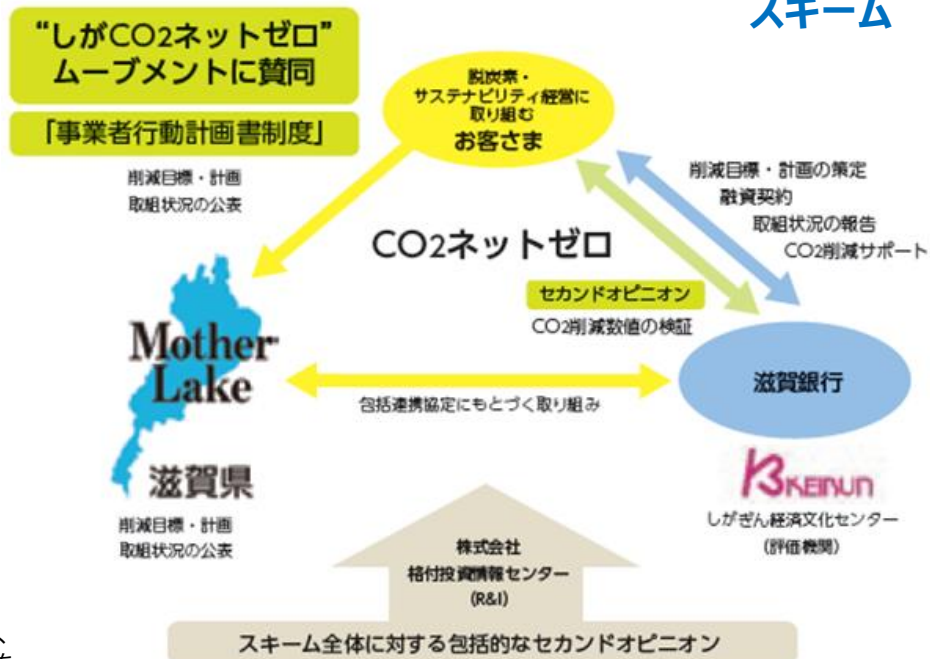 スキーム
“しがCO2ネットゼロ”
ムーブメントに賛同
「事業者行動計画書制度」
削減目標・計画
取組状況の公表
脱炭素・
サステナビリティ経営に
取り組む
お客さま
削減目標・計画の策定
融資契約
取組状況の報告
CO2削減サポート
CO2ネットゼロ
セカンドオピニオン
CO2削減数値の検証
Mother
Lake
滋賀県
削減目標・計画
取組状況の公表
包括連携協定にもとづく取り組み
滋賀銀行
KEIBUN
しがぎん経済文化センター
(評価機関)
株式会社
格付投資情報センター
(R&I)
スキーム全体に対する包括的なセカンドオピニオン